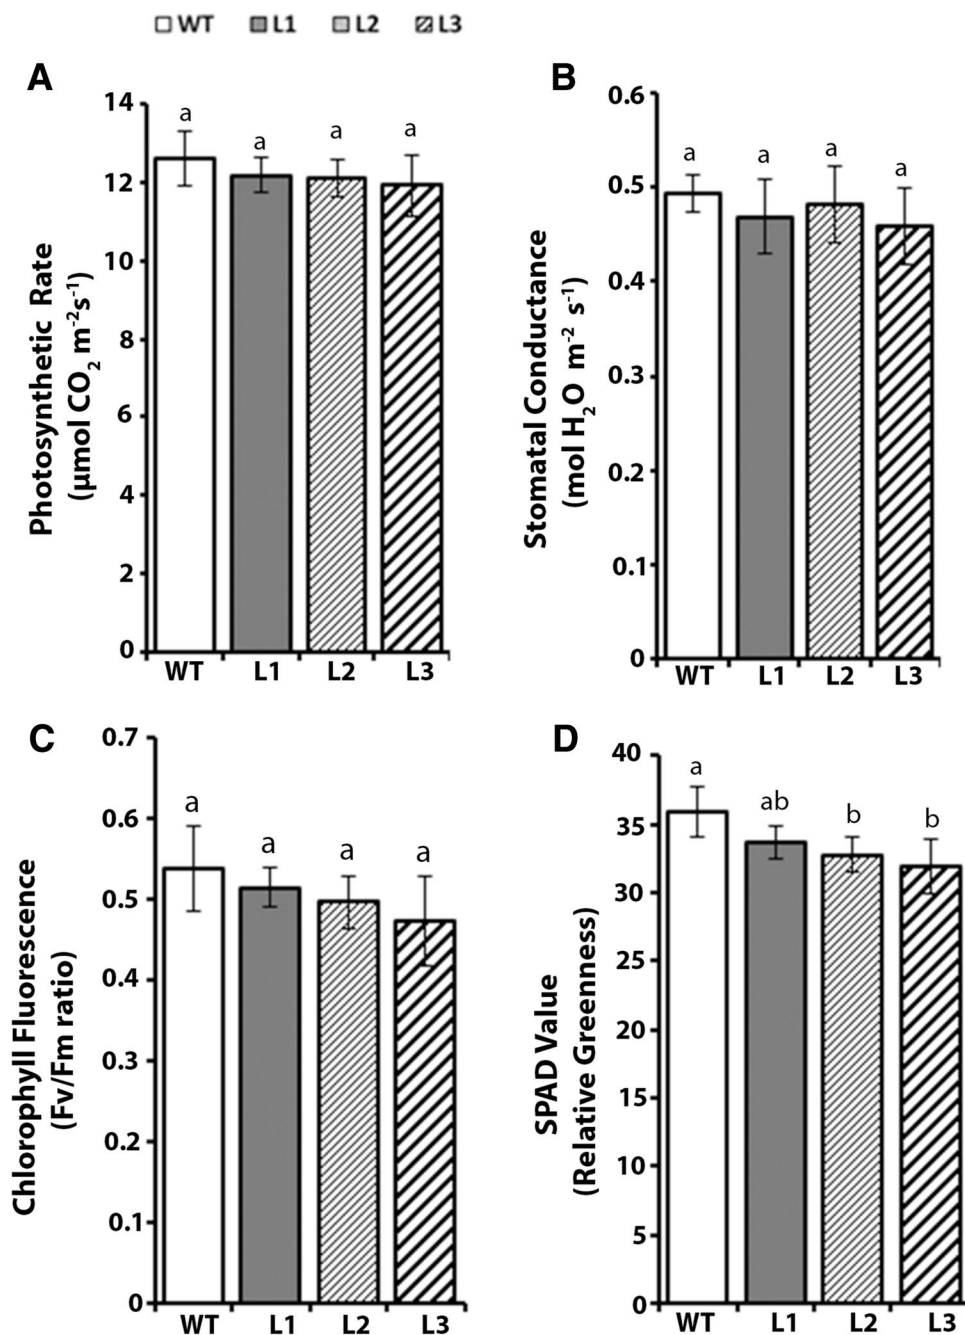 WT L1 L2 L3
A
14
12
10
8
6
4
2
0
Photosynthetic Rate
(μmol CO2 m-2s-1)
a a a a
WT L1 L2 L3
B
0.6
0.5
0.4
0.3
0.2
0.1
0
Stomatal Conductance
(mol H2O m-2 s-1)
a a a a
WT L1 L2 L3
C
0.7
0.6
0.5
0.4
0.3
0.2
0.1
0
Chlorophyll Fluorescence
(Fv/Fm ratio)
a a a a
WT L1 L2 L3
D
40
35
30
25
20
15
10
5
0
SPAD Value
(Relative Greenness)
a ab b b
WT L1 L2 L3